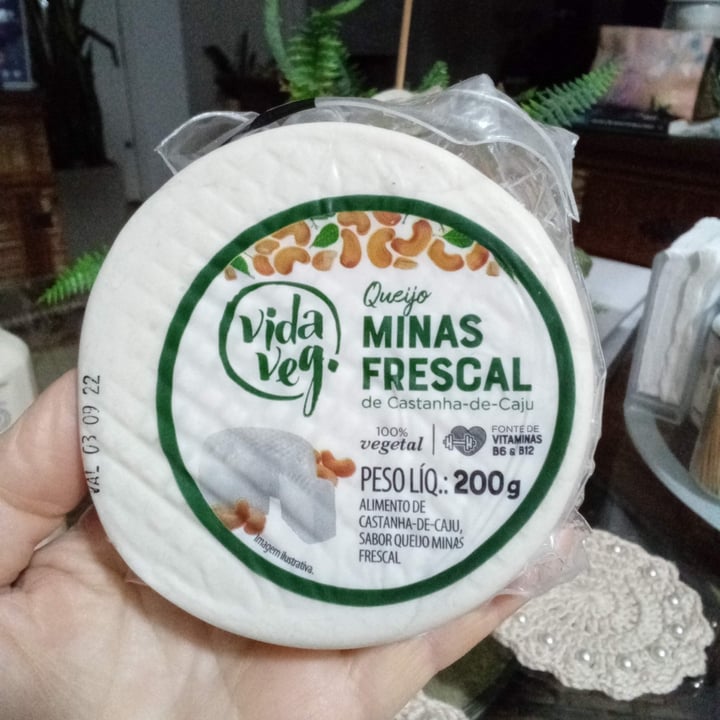 vida
veg.
Queijo
MINAS
FRESCAL
de Castanha-de-Caju
100%
vegetal
FONTE DE
VITAMINAS
B6 & B12
PESO LÍQ.: 200g
ALIMENTO DE
CASTANHA-DE-CAJU,
SABOR QUEIJO MINAS
FRESCAL
Imagem ilustrativa.
VAL 03 09 22